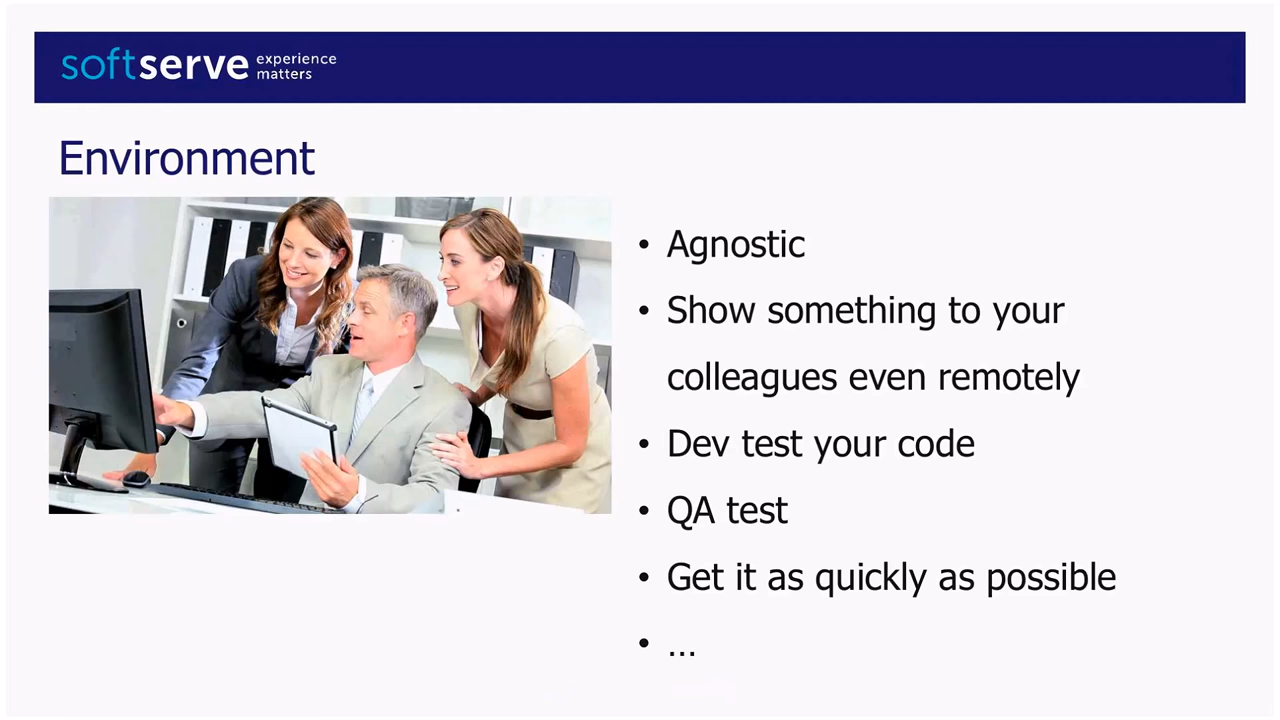 softserve experience
matters
Environment
• Agnostic
• Show something to your
colleagues even remotely
• Dev test your code
• QA test
• Get it as quickly as possible
• ...